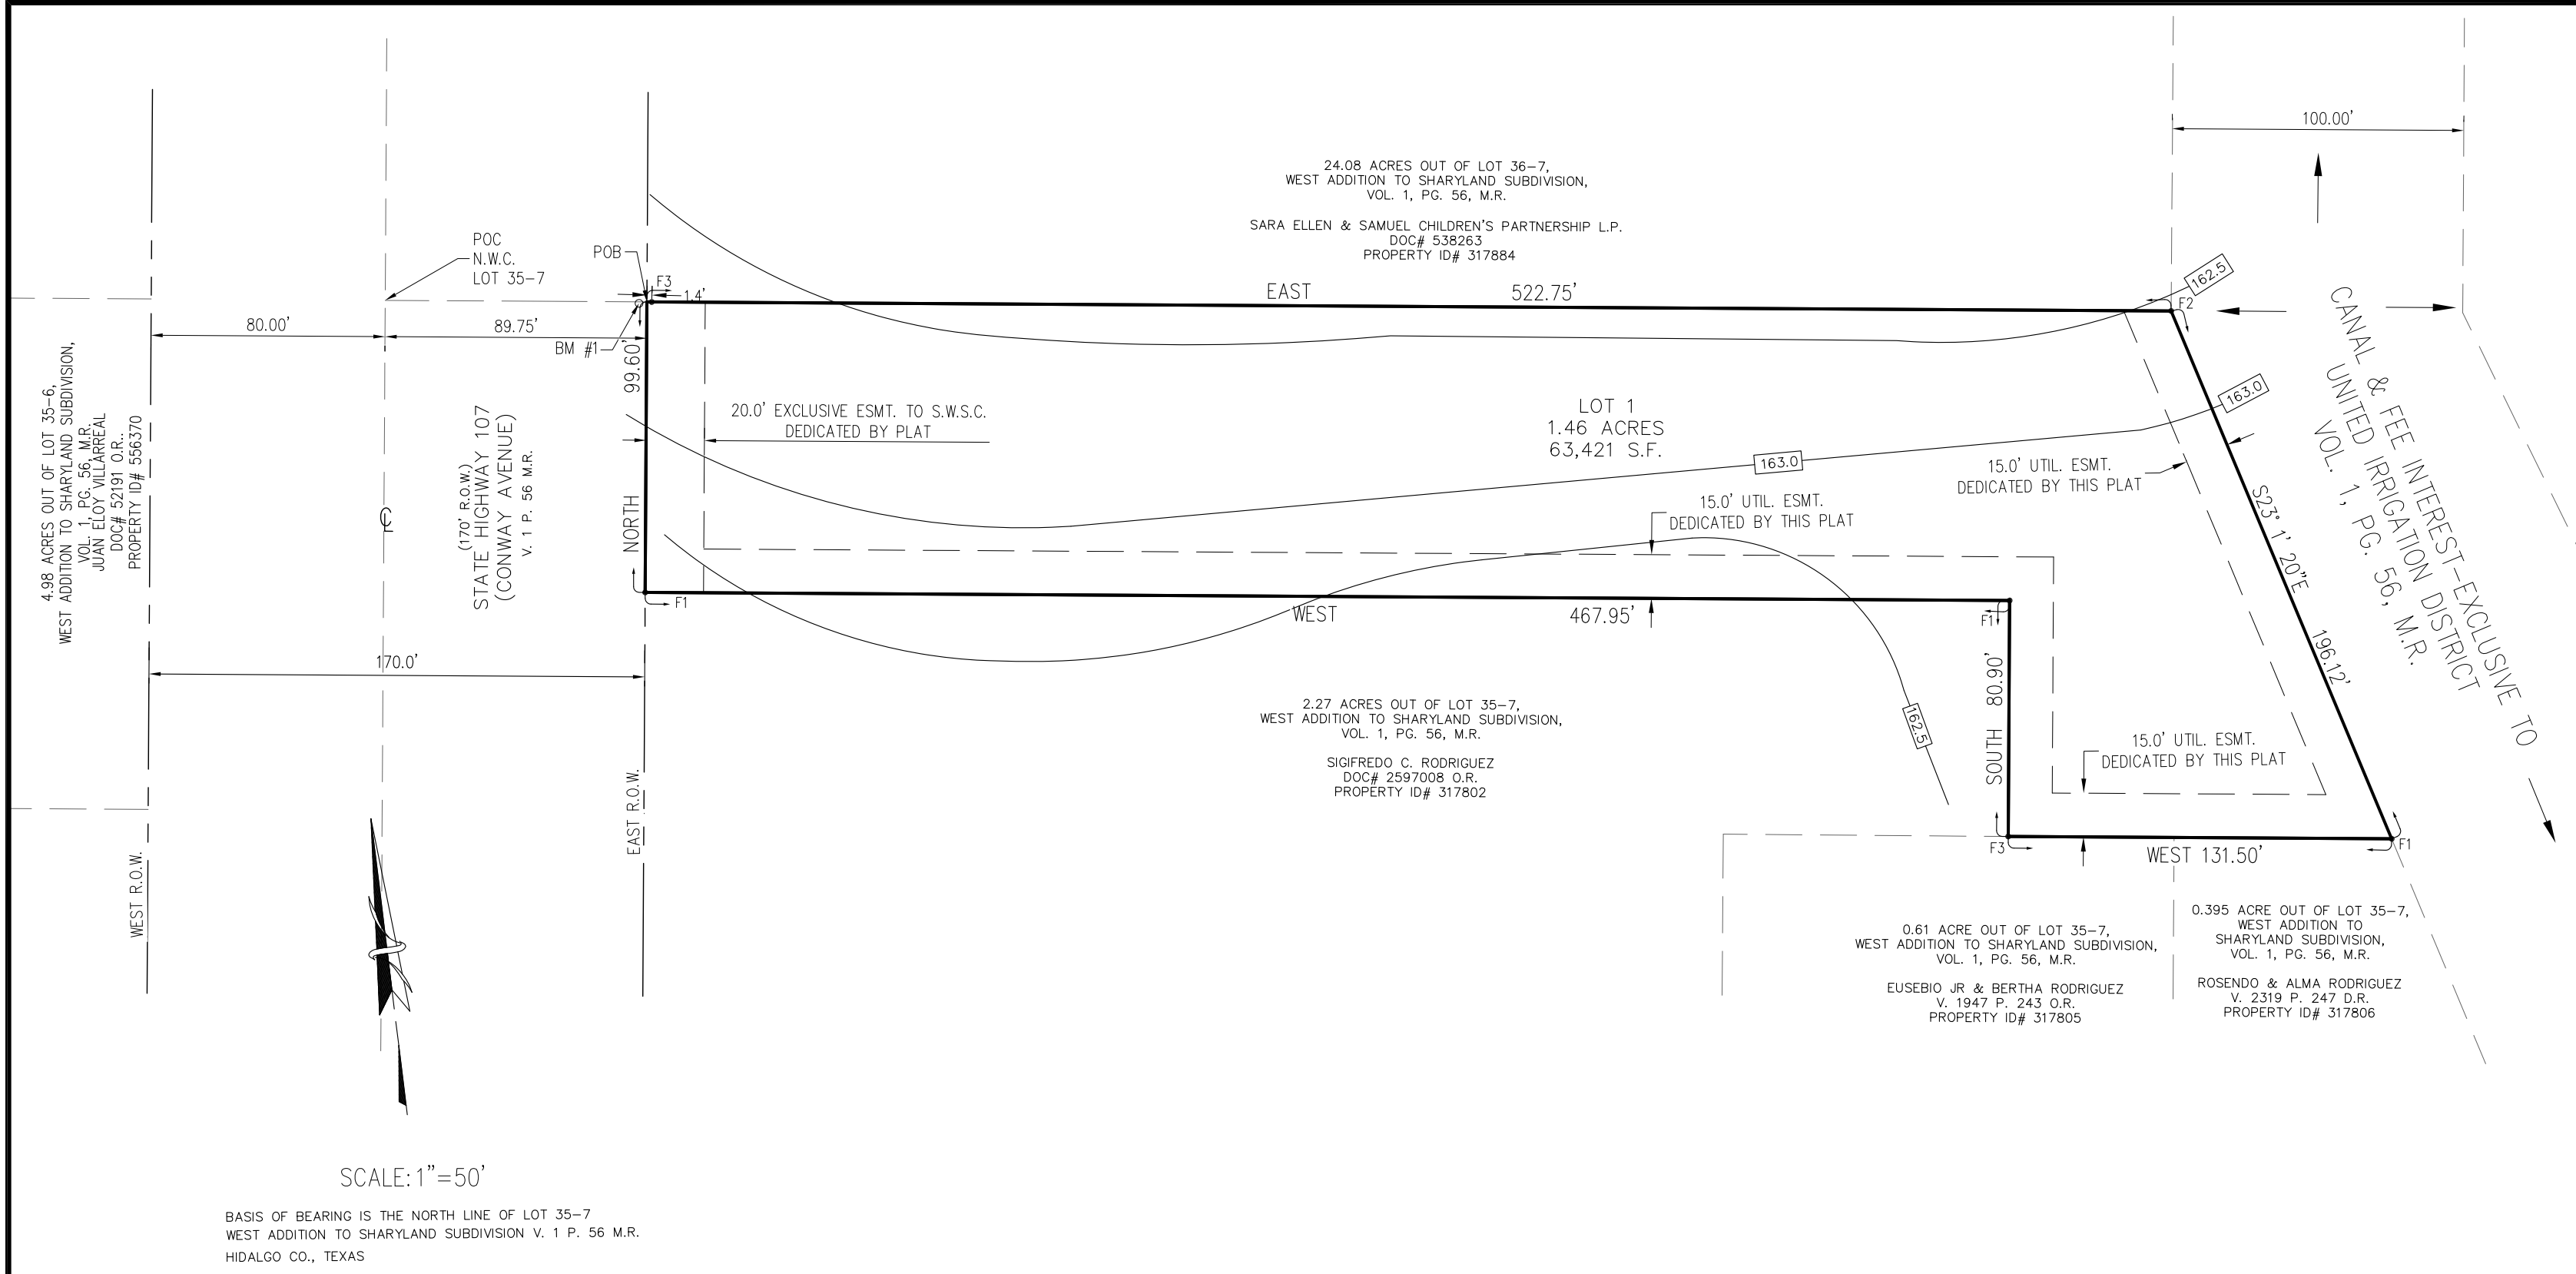 4.98 ACRES OUT OF LOT 35-6,
WEST ADDITION TO SHARYLAND SUBDIVISION,
VOL. 1, PG. 56, M.R.
JUAN ELOY VILLARREAL
DOC# 52191 O.R..
PROPERTY ID# 556370
WEST R.O.W.
80.00'
89.75'
170.0'
POC
N.W.C.
LOT 35-7
POB
BM #1
F3
1.4'
℄
(170' R.O.W.)
STATE HIGHWAY 107
(CONWAY AVENUE)
V. 1 P. 56 M.R.
EAST R.O.W.
NORTH 99.60'
F1
24.08 ACRES OUT OF LOT 36-7,
WEST ADDITION TO SHARYLAND SUBDIVISION,
VOL. 1, PG. 56, M.R.
SARA ELLEN & SAMUEL CHILDREN'S PARTNERSHIP L.P.
DOC# 538263
PROPERTY ID# 317884
EAST 522.75'
20.0' EXCLUSIVE ESMT. TO S.W.S.C.
DEDICATED BY PLAT
LOT 1
1.46 ACRES
63,421 S.F.
163.0
15.0' UTIL. ESMT.
DEDICATED BY THIS PLAT
15.0' UTIL. ESMT.
DEDICATED BY THIS PLAT
WEST 467.95'
100.00'
162.5
F2
163.0
CANAL & FEE INTEREST-EXCLUSIVE TO
UNITED IRRIGATION DISTRICT
VOL. 1, PG. 56, M.R.
S23° 1' 20"E 196.12'
F1
SOUTH 80.90'
162.5
15.0' UTIL. ESMT.
DEDICATED BY THIS PLAT
F3
WEST 131.50'
F1
2.27 ACRES OUT OF LOT 35-7,
WEST ADDITION TO SHARYLAND SUBDIVISION,
VOL. 1, PG. 56, M.R.
SIGIFREDO C. RODRIGUEZ
DOC# 2597008 O.R.
PROPERTY ID# 317802
0.61 ACRE OUT OF LOT 35-7,
WEST ADDITION TO SHARYLAND SUBDIVISION,
VOL. 1, PG. 56, M.R.
EUSEBIO JR & BERTHA RODRIGUEZ
V. 1947 P. 243 O.R.
PROPERTY ID# 317805
0.395 ACRE OUT OF LOT 35-7,
WEST ADDITION TO
SHARYLAND SUBDIVISION,
VOL. 1, PG. 56, M.R.
ROSENDO & ALMA RODRIGUEZ
V. 2319 P. 247 D.R.
PROPERTY ID# 317806
SCALE: 1"=50'
BASIS OF BEARING IS THE NORTH LINE OF LOT 35-7
WEST ADDITION TO SHARYLAND SUBDIVISION V. 1 P. 56 M.R.
HIDALGO CO., TEXAS